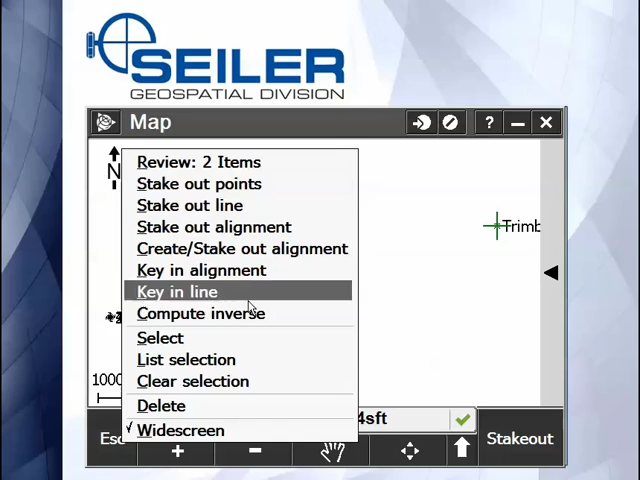 SEILER
GEOSPATIAL DIVISION
Map
?
N
Review: 2 Items
Stake out points
Stake out line
Stake out alignment
Create/Stake out alignment
Key in alignment
Key in line
Compute inverse
Select
List selection
Clear selection
Delete
Widescreen
Trimb
1000
4sft
Esc
+
-
Stakeout